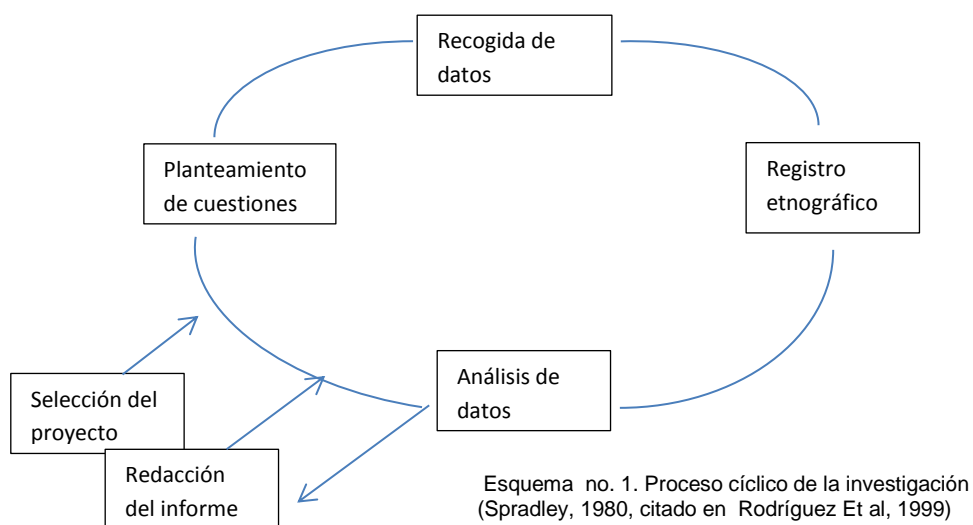 Recogida de
datos
Planteamiento
de cuestiones
Registro
etnográfico
Análisis de
datos
Selección del
proyecto
Redacción
del informe
Esquema no. 1. Proceso cíclico de la investigación
(Spradley, 1980, citado en Rodríguez Et al, 1999)